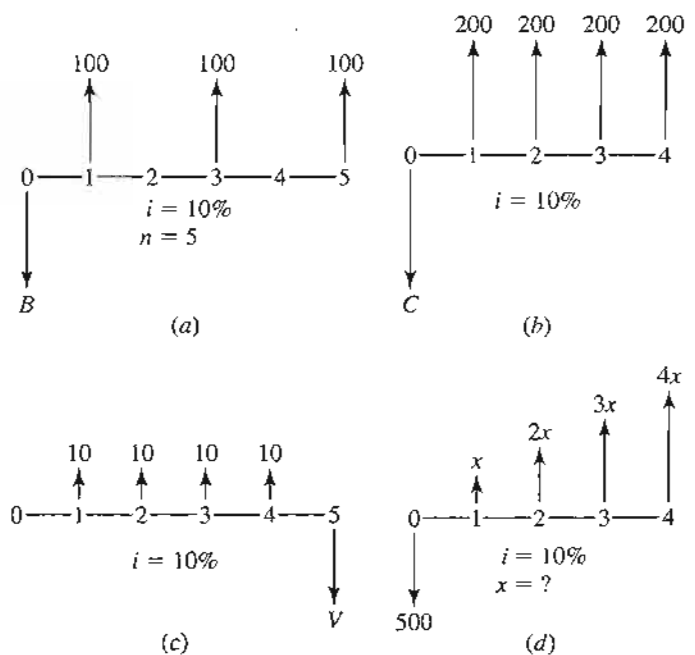 100 100 100
0 1 2 3 4 5
i = 10%
n = 5
B
(a)
200 200 200 200
0 1 2 3 4
i = 10%
C
(b)
10 10 10 10
0 1 2 3 4 5
i = 10%
V
(c)
x 2x 3x 4x
0 1 2 3 4
i = 10%
x = ?
500
(d)